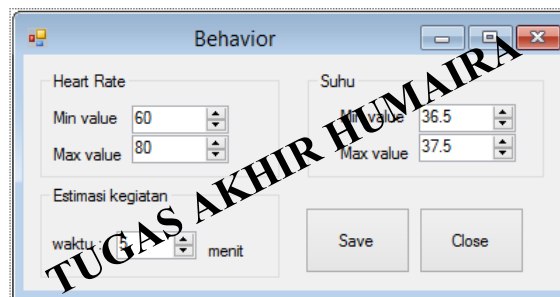 Behavior
Heart Rate
Min value 60
Max value 80
Suhu
Min value 36.5
Max value 37.5
Estimasi kegiatan
waktu : 5 menit
Save
Close
TUGAS AKHIR HUMAIRA